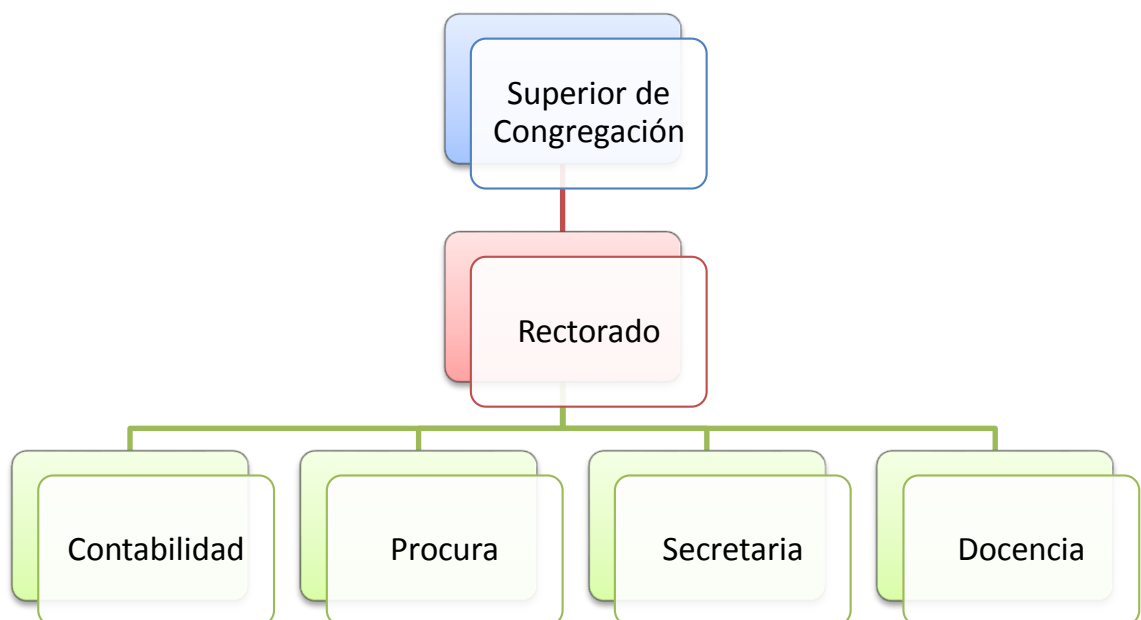 Superior de
Congregación
Rectorado
Contabilidad
Procura
Secretaria
Docencia